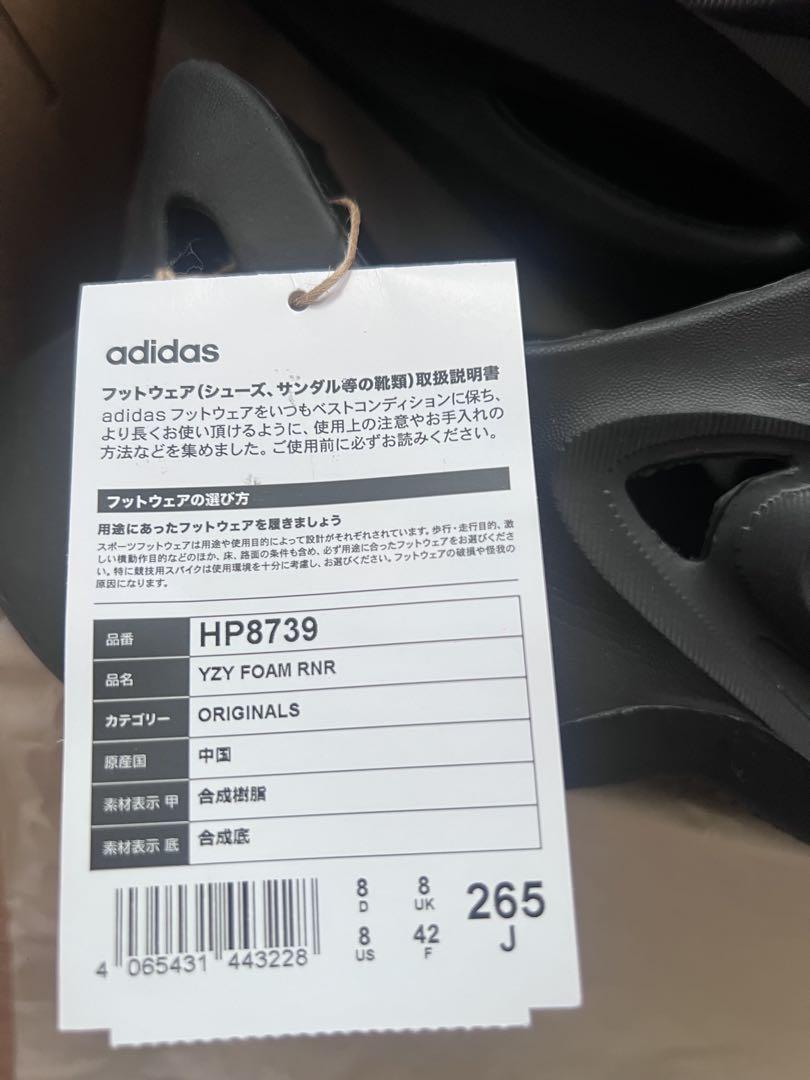 adidas
フットウェア(シューズ、サンダル等の靴類)取扱説明書
adidas フットウェアをいつもベストコンディションに保ち、
より長くお使い頂けるように、使用上の注意やお手入れの
方法などを集めました。ご使用前に必ずお読みください。
フットウェアの選び方
用途にあったフットウェアを履きましょう
スポーツフットウェアは用途や使用目的によって設計がそれぞれされています。歩行・走行目的、激
しい横動作目的などのほか、床、路面の条件も含め、必ず用途に合ったフットウェアをお選びくださ
い。特に競技用スパイクは使用環境を十分に考慮し、お選びください。フットウェアの破損や怪我の
原因になります。
品番 HP8739
品名 YZY FOAM RNR
カテゴリー ORIGINALS
原産国 中国
素材表示 甲 合成樹脂
素材表示 底 合成底
8 8 265
D UK J
8 42
US F
4 065431 443228